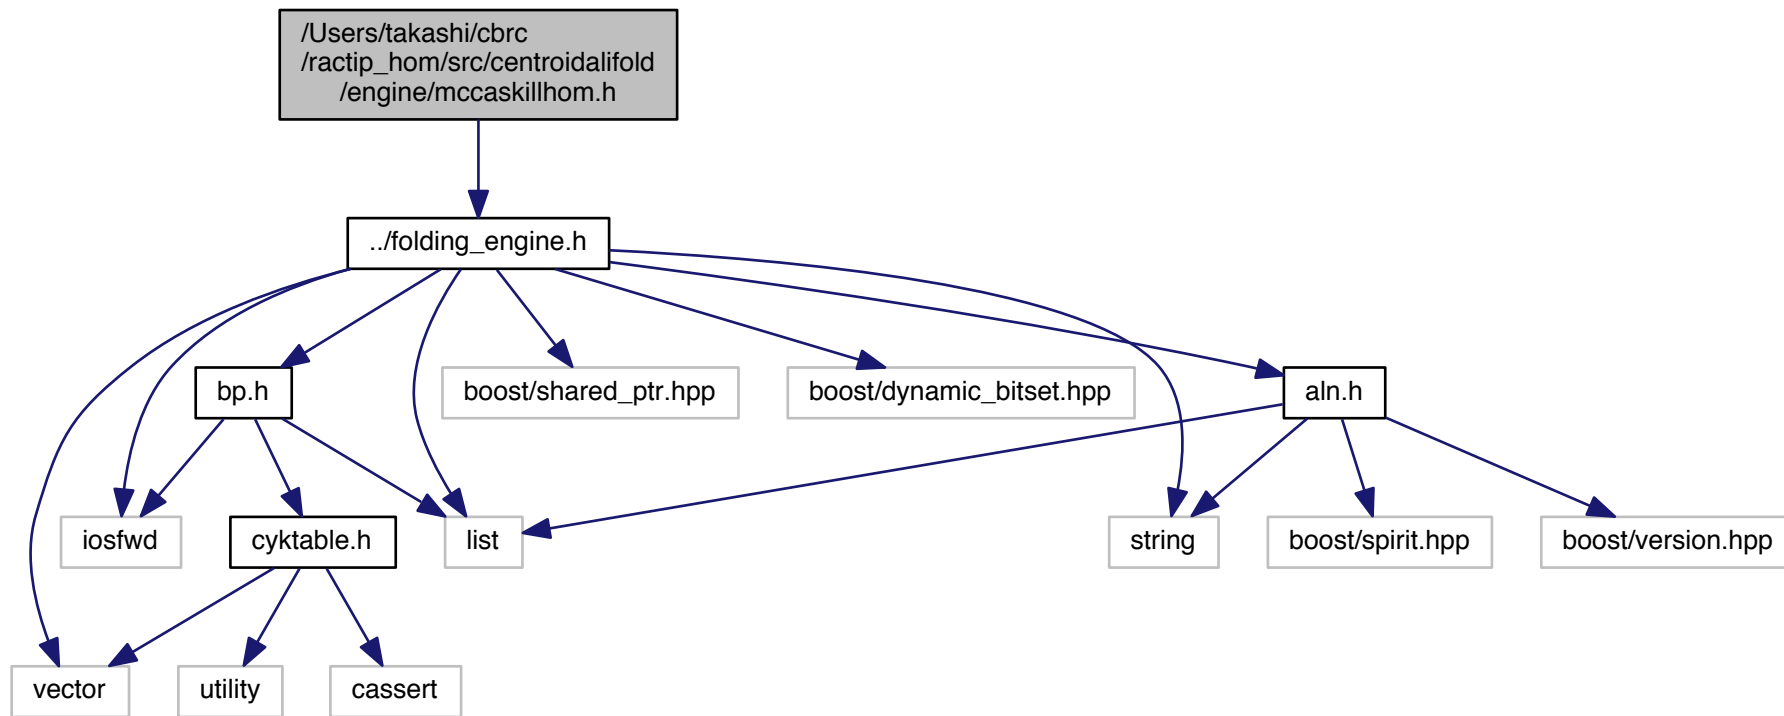 /Users/takashi/cbrc
/ractip_hom/src/centroidalifold
/engine/mccaskillhom.h
../folding_engine.h
bp.h
boost/shared_ptr.hpp
boost/dynamic_bitset.hpp
aln.h
iosfwd
cyktable.h
list
string
boost/spirit.hpp
boost/version.hpp
vector
utility
cassert